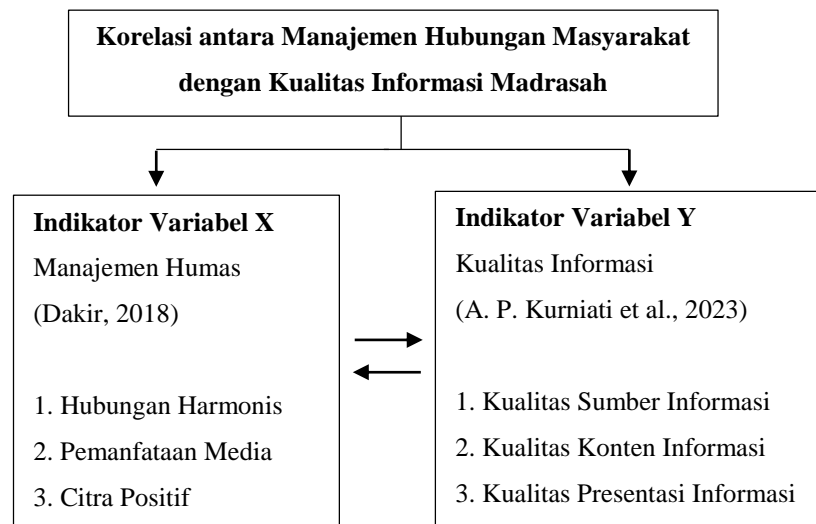 Korelasi antara Manajemen Hubungan Masyarakat
dengan Kualitas Informasi Madrasah
Indikator Variabel X
Manajemen Humas
(Dakir, 2018)
1. Hubungan Harmonis
2. Pemanfataan Media
3. Citra Positif
Indikator Variabel Y
Kualitas Informasi
(A. P. Kurniati et al., 2023)
1. Kualitas Sumber Informasi
2. Kualitas Konten Informasi
3. Kualitas Presentasi Informasi